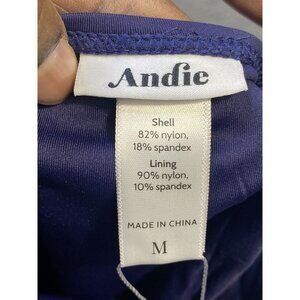 Andie
Shell
82% nylon,
18% spandex
Lining
90% nylon,
10% spandex
MADE IN CHINA
M